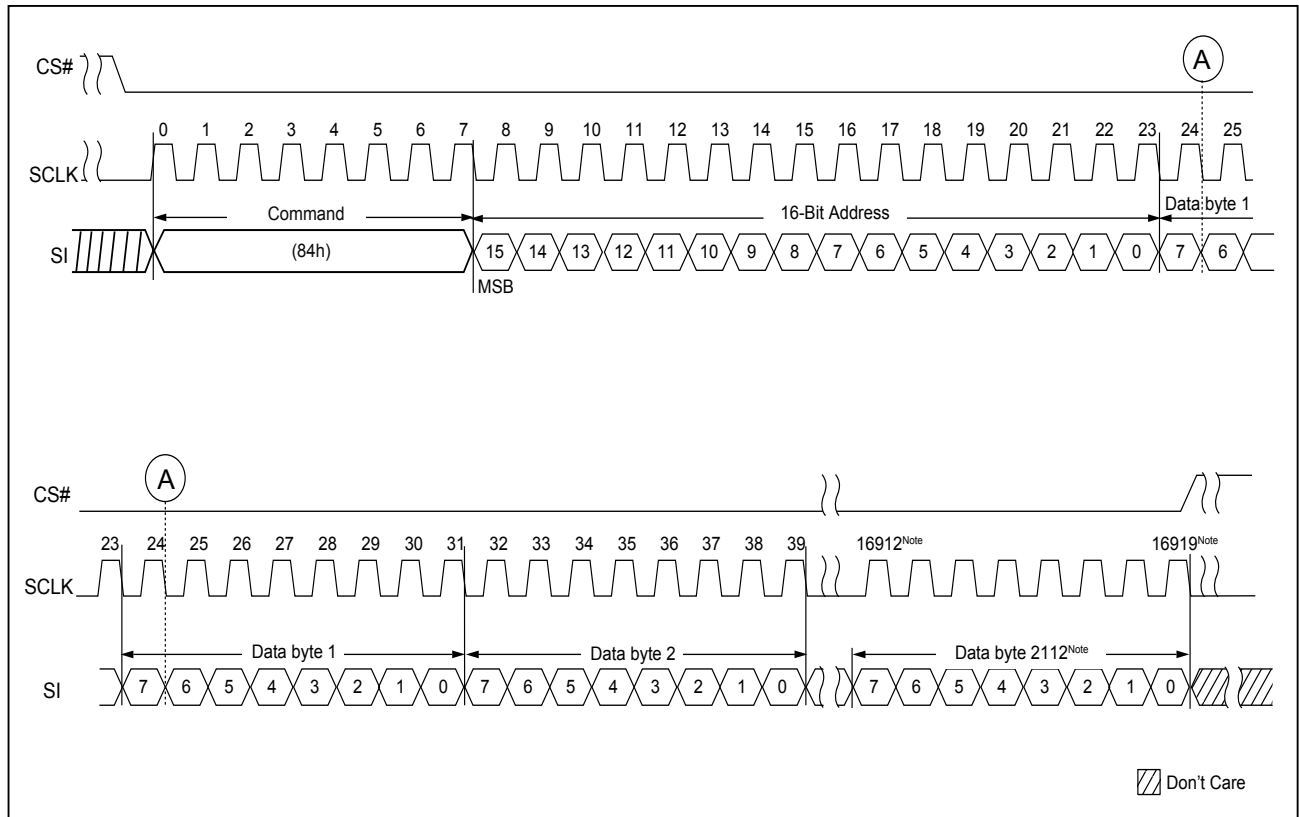 A
CS#
0 1 2 3 4 5 6 7 8 9 10 11 12 13 14 15 16 17 18 19 20 21 22 23 24 25
SCLK
Command 16-Bit Address Data byte 1
SI (84h) 15 14 13 12 11 10 9 8 7 6 5 4 3 2 1 0 7 6
MSB
A
CS#
23 24 25 26 27 28 29 30 31 32 33 34 35 36 37 38 39 16912Note 16919Note
SCLK
Data byte 1 Data byte 2 Data byte 2112Note
SI 7 6 5 4 3 2 1 0 7 6 5 4 3 2 1 0 7 6 5 4 3 2 1 0
Don't Care